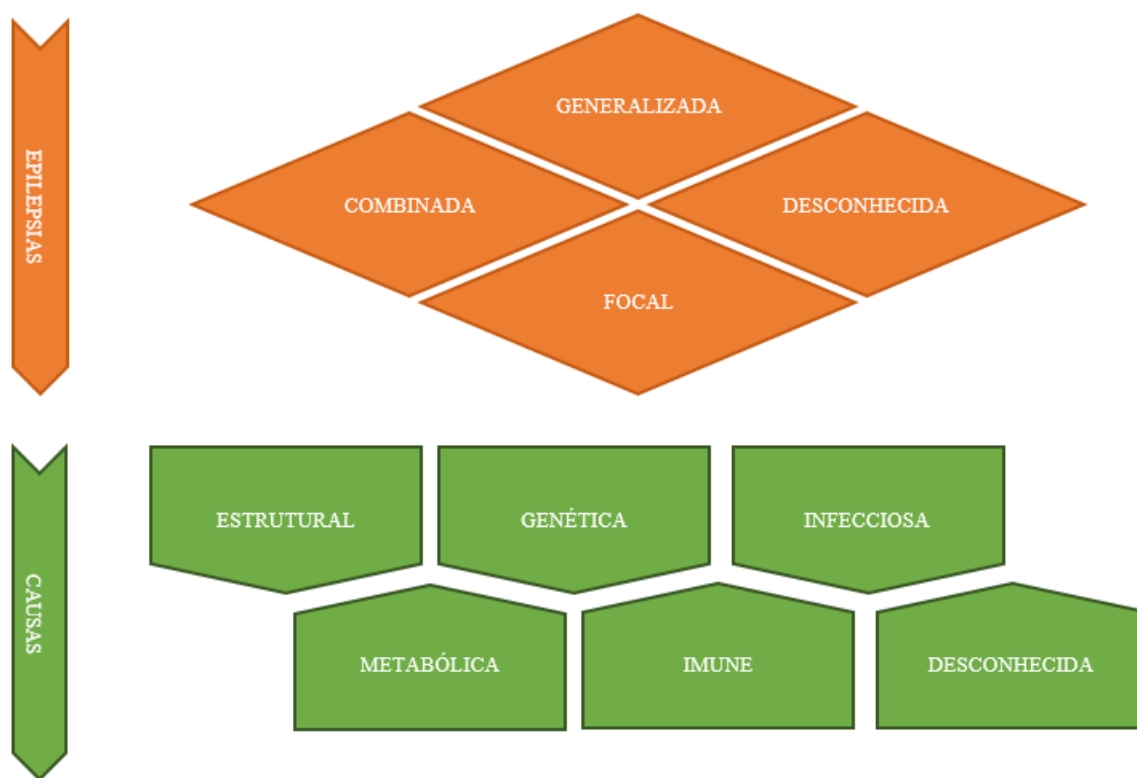 EPILEPSIAS
GENERALIZADA
COMBINADA
DESCONHECIDA
FOCAL
CAUSAS
ESTRUTURAL
GENÉTICA
INFECCIOSA
METABÓLICA
IMUNE
DESCONHECIDA